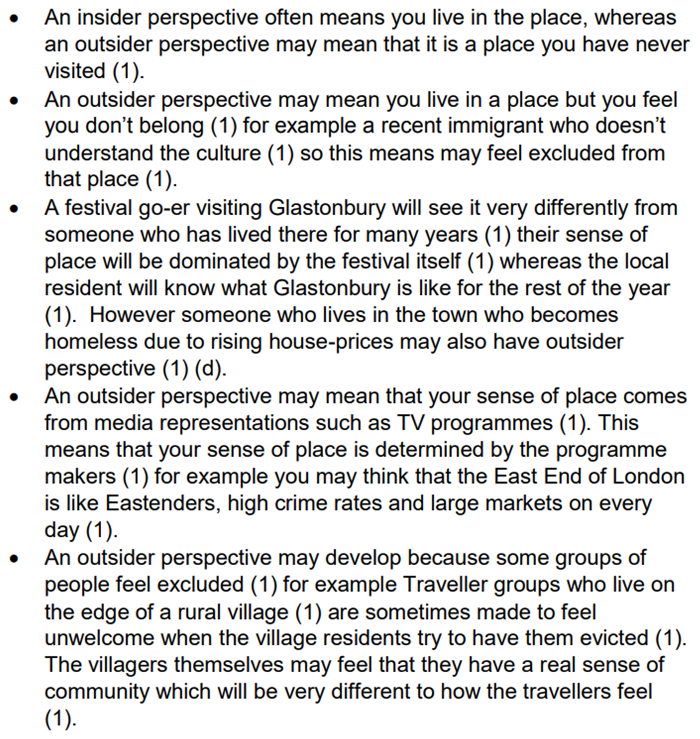 • An insider perspective often means you live in the place, whereas
an outsider perspective may mean that it is a place you have never
visited (1).
• An outsider perspective may mean you live in a place but you feel
you don't belong (1) for example a recent immigrant who doesn't
understand the culture (1) so this means may feel excluded from
that place (1).
• A festival go-er visiting Glastonbury will see it very differently from
someone who has lived there for many years (1) their sense of
place will be dominated by the festival itself (1) whereas the local
resident will know what Glastonbury is like for the rest of the year
(1).  However someone who lives in the town who becomes
homeless due to rising house-prices may also have outsider
perspective (1) (d).
• An outsider perspective may mean that your sense of place comes
from media representations such as TV programmes (1). This
means that your sense of place is determined by the programme
makers (1) for example you may think that the East End of London
is like Eastenders, high crime rates and large markets on every
day (1).
• An outsider perspective may develop because some groups of
people feel excluded (1) for example Traveller groups who live on
the edge of a rural village (1) are sometimes made to feel
unwelcome when the village residents try to have them evicted (1).
The villagers themselves may feel that they have a real sense of
community which will be very different to how the travellers feel
(1).